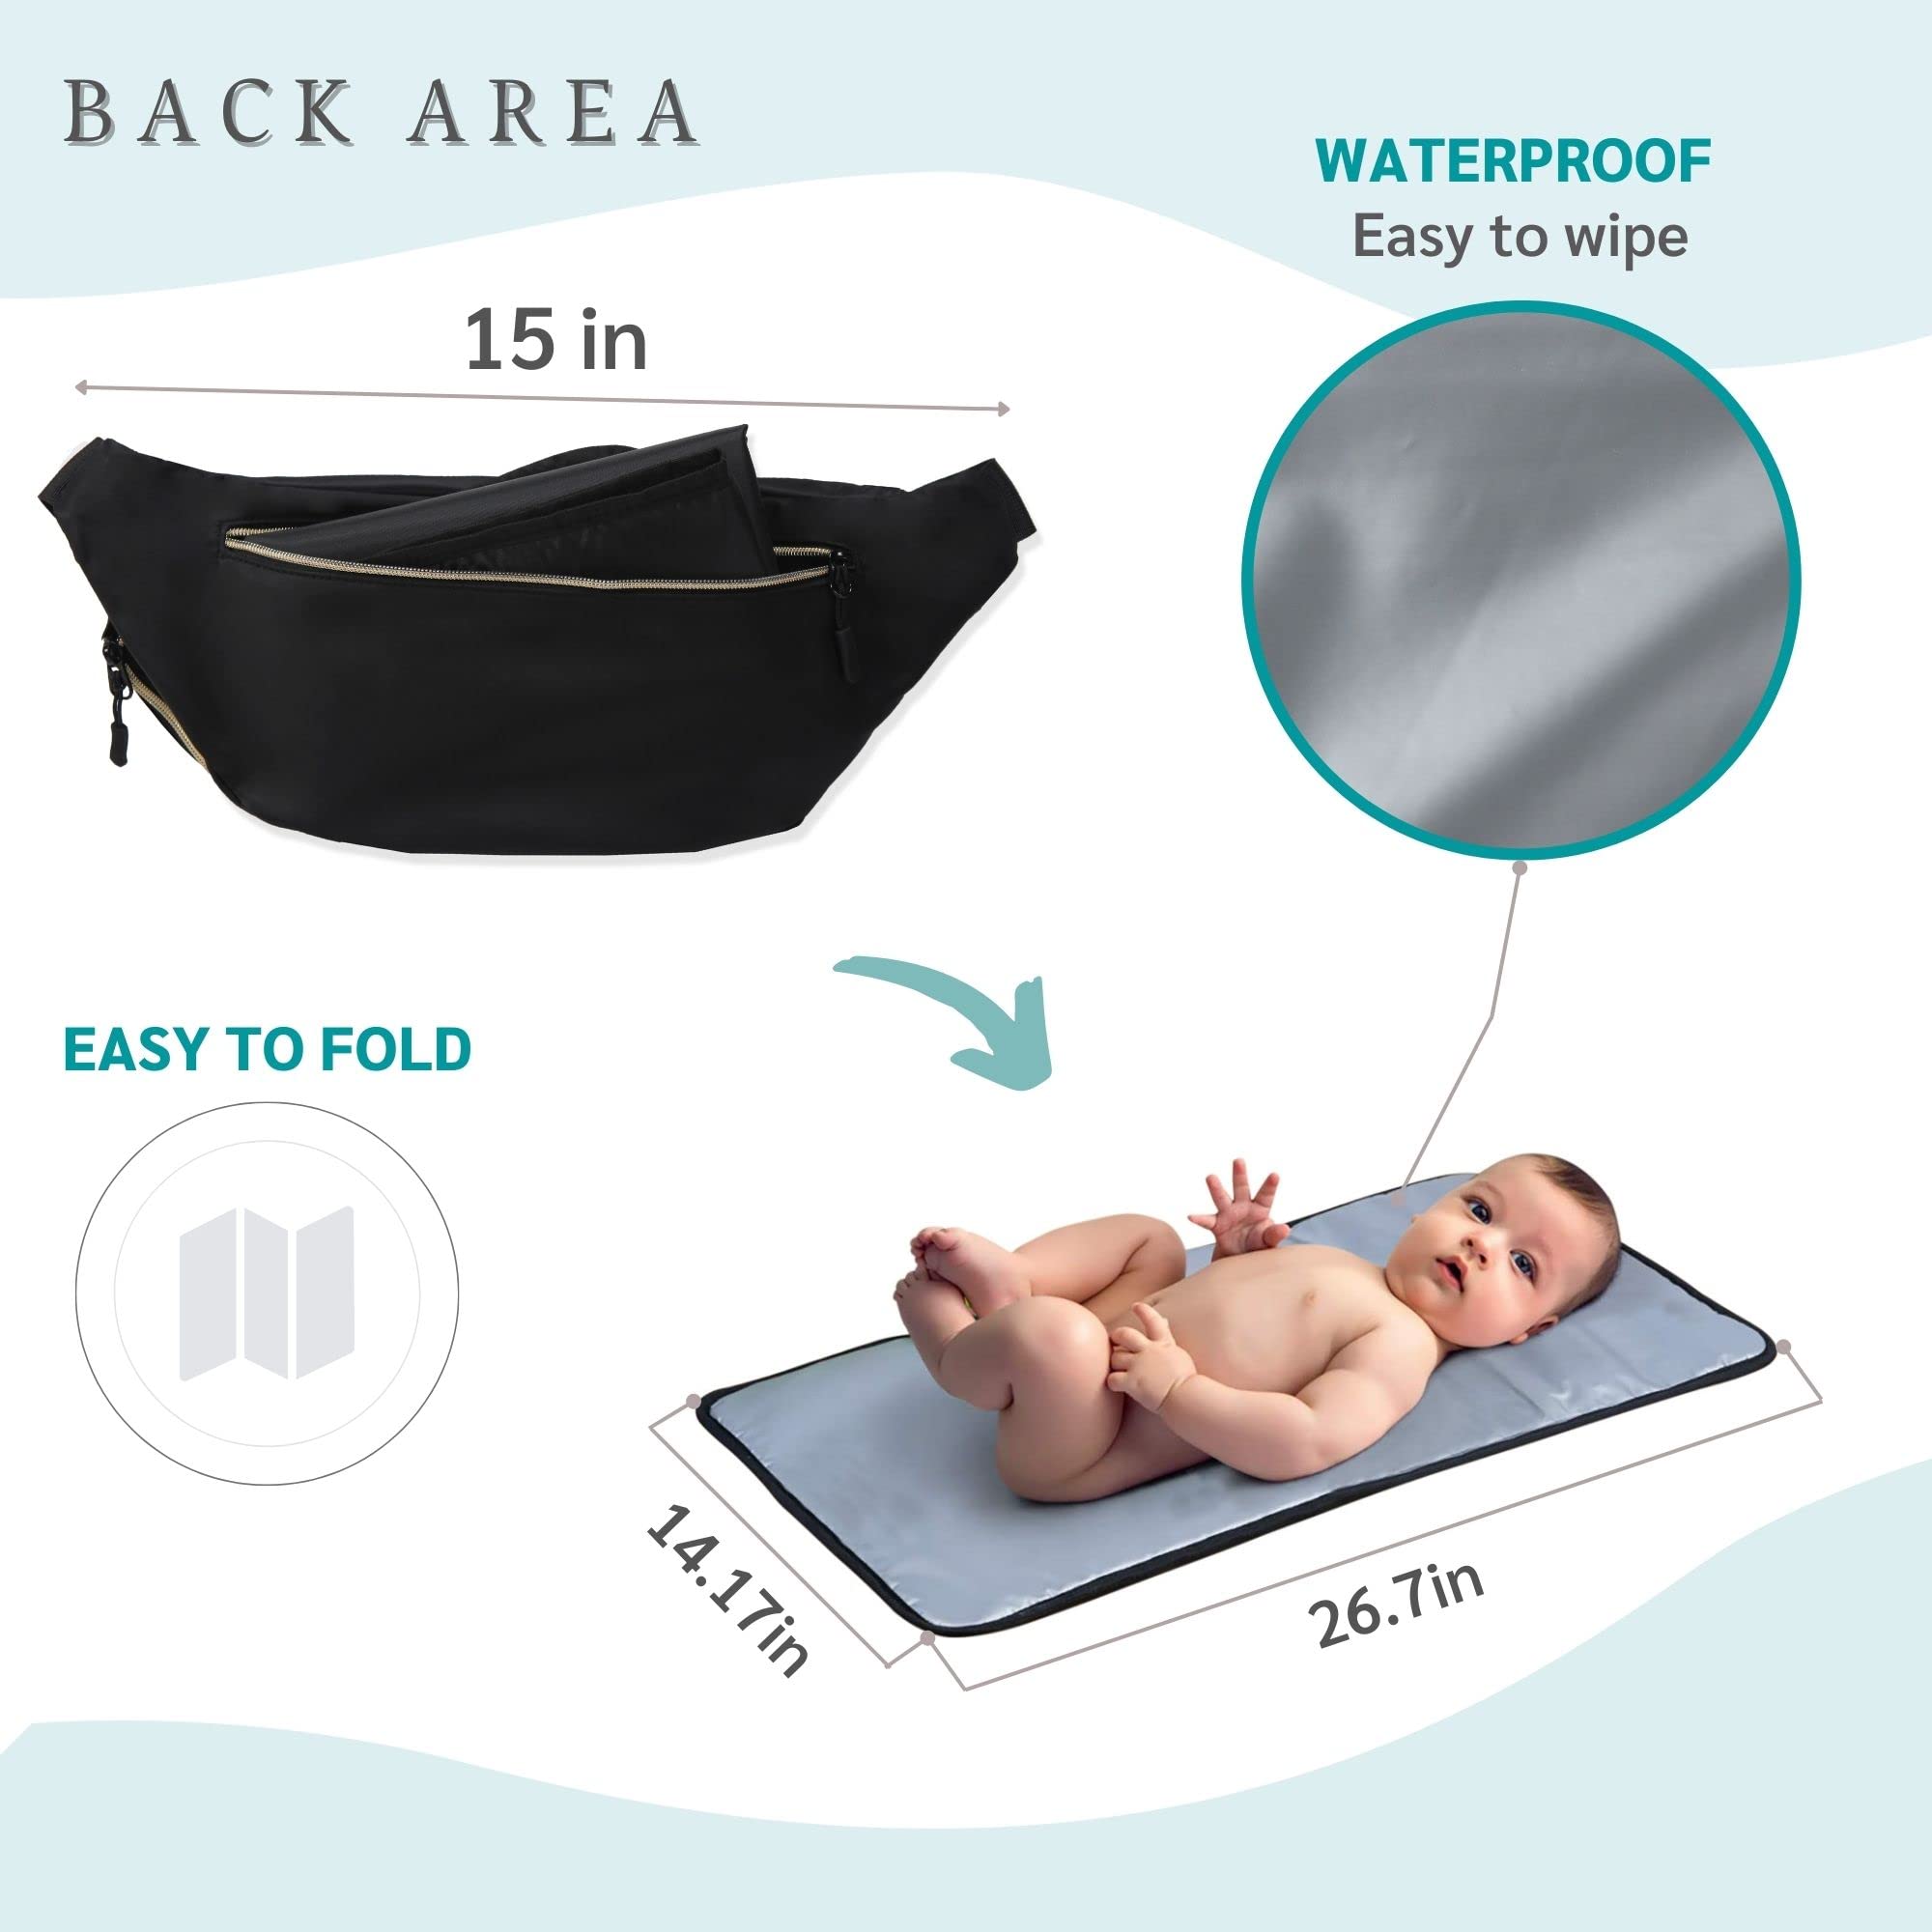 BACK AREA
WATERPROOF
Easy to wipe
15 in
EASY TO FOLD
14.17in
26.7in